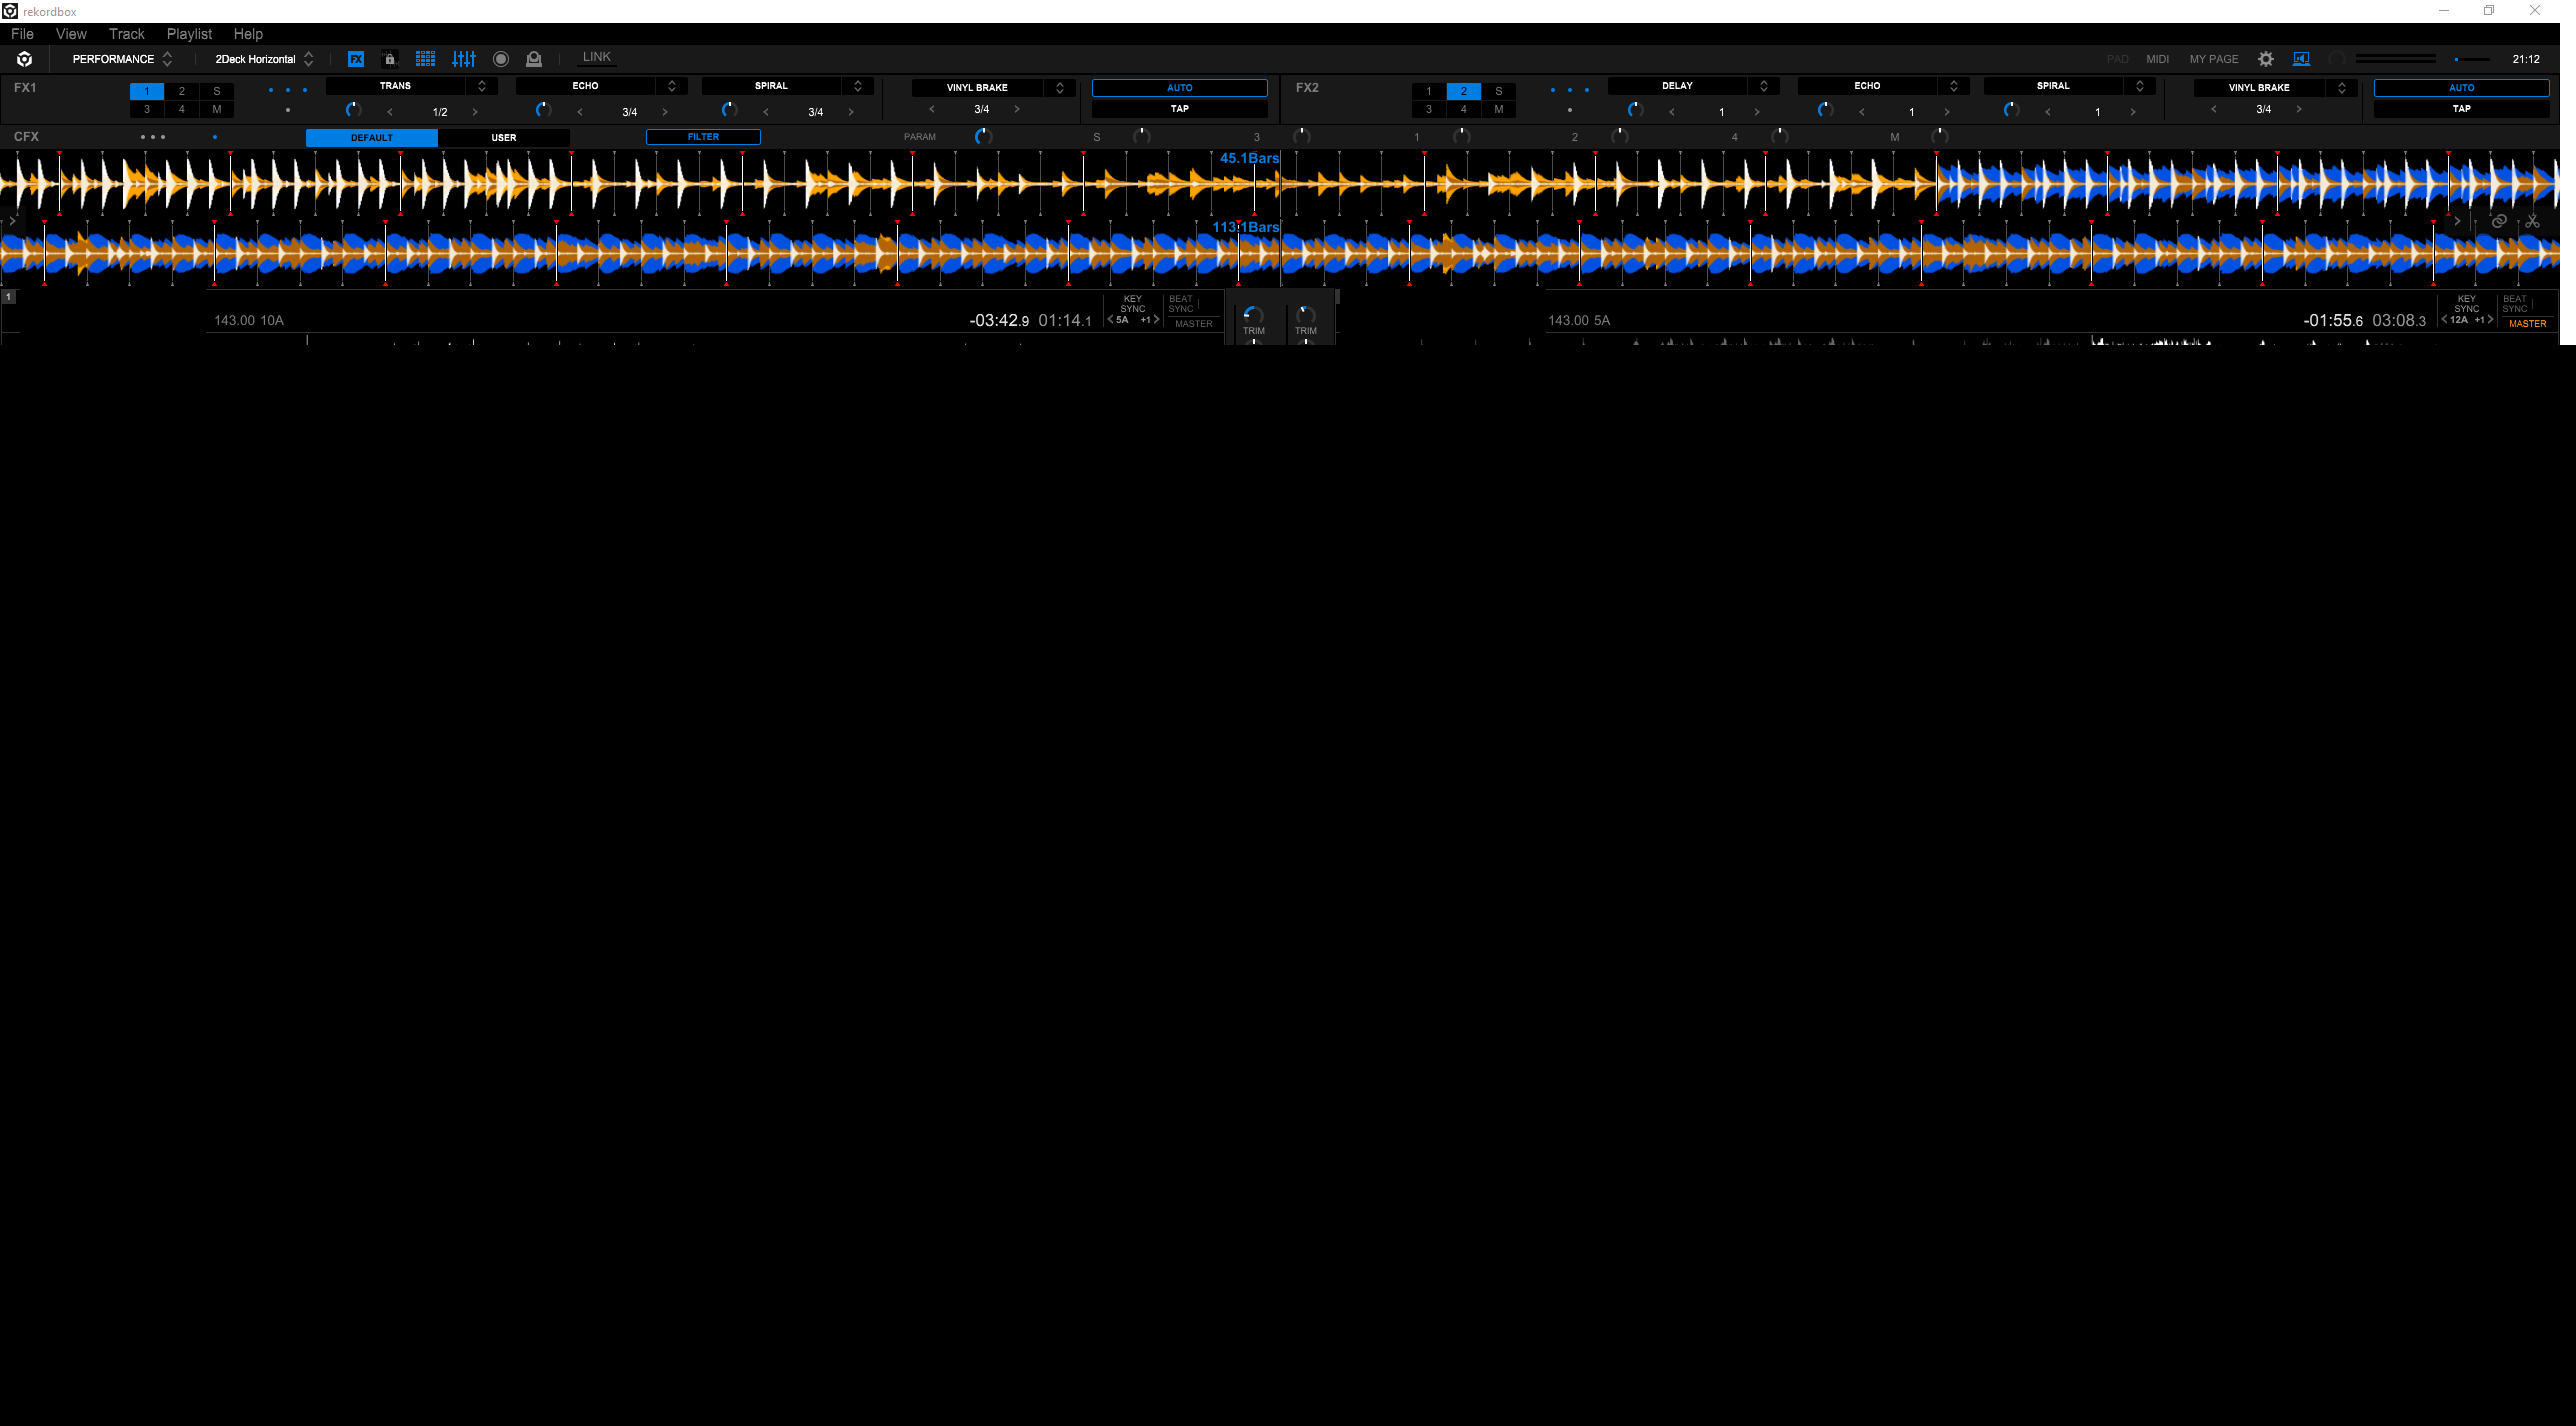 rekordbox
File View Track Playlist Help
PERFORMANCE 2Deck Horizontal FX LINK PAD MIDI MY PAGE 21:12
FX1 1 2 S TRANS ECHO SPIRAL VINYL BRAKE AUTO FX2 1 2 S DELAY ECHO SPIRAL VINYL BRAKE AUTO
3 4 M 1/2 3/4 3/4 3/4 TAP 3 4 M 1 1 1 3/4 TAP
CFX DEFAULT USER FILTER PARAM S 3 1 2 4 M
45.1Bars
113.1Bars
1
KEY SYNC BEAT SYNC
143.00 10A -03:42.9 01:14.1 < 5A +1 > MASTER
TRIM TRIM
KEY SYNC BEAT SYNC
143.00 5A -01:55.6 03:08.3 < 12A +1 > MASTER